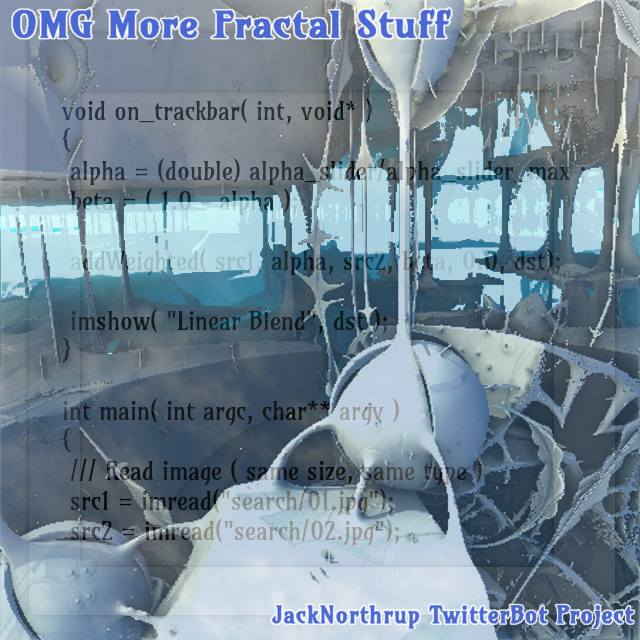 OMG More Fractal Stuff
void on_trackbar( int, void* )
{
alpha = (double) alpha_slider/alpha_slider_max
beta = ( 1.0 - alpha )
addWeighted( src1, alpha, src2, beta, 0.0, dst);
imshow( "Linear Blend", dst );
}
int main( int argc, char** argv )
{
/// Read image ( same size, same type )
src1 = imread("search/01.jpg");
src2 = imread("search/02.jpg");
JackNorthrup TwitterBot Project